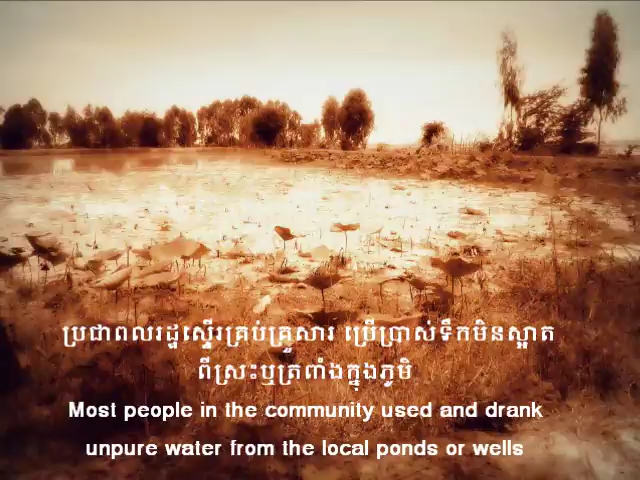 ប្រជាពលរដ្ឋស្ទើរគ្រប់គ្រួសារ ប្រើប្រាស់ទឹកមិនស្អាត
ពីស្រះឬត្រពាំងក្នុងភូមិ
Most people in the community used and drank
unpure water from the local ponds or wells